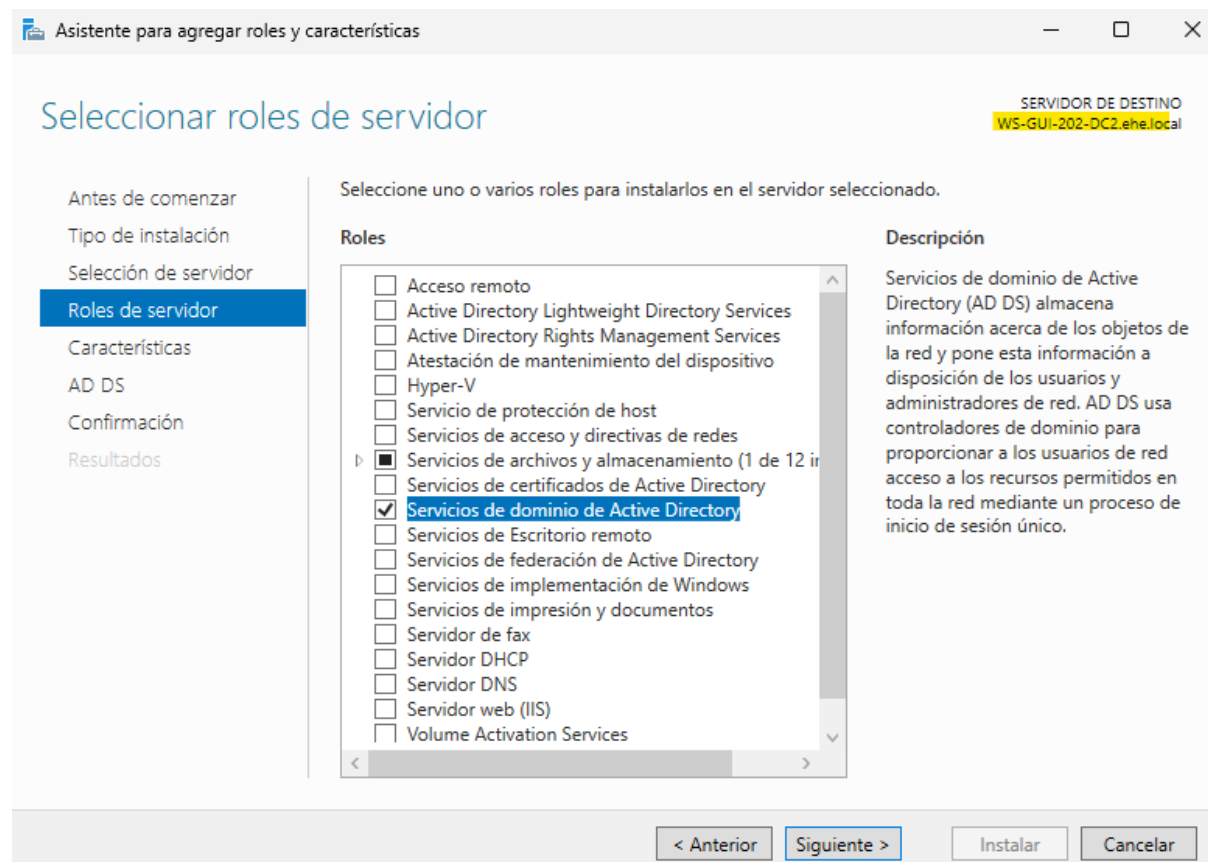 Asistente para agregar roles y características
Seleccionar roles de servidor
SERVIDOR DE DESTINO
WS-GUI-202-DC2.ehe.local
Antes de comenzar
Tipo de instalación
Selección de servidor
Roles de servidor
Características
AD DS
Confirmación
Resultados
Seleccione uno o varios roles para instalarlos en el servidor seleccionado.
Roles
Acceso remoto
Active Directory Lightweight Directory Services
Active Directory Rights Management Services
Atestación de mantenimiento del dispositivo
Hyper-V
Servicio de protección de host
Servicios de acceso y directivas de redes
Servicios de archivos y almacenamiento (1 de 12 in
Servicios de certificados de Active Directory
Servicios de dominio de Active Directory
Servicios de Escritorio remoto
Servicios de federación de Active Directory
Servicios de implementación de Windows
Servicios de impresión y documentos
Servidor de fax
Servidor DHCP
Servidor DNS
Servidor web (IIS)
Volume Activation Services
Descripción
Servicios de dominio de Active
Directory (AD DS) almacena
información acerca de los objetos de
la red y pone esta información a
disposición de los usuarios y
administradores de red. AD DS usa
controladores de dominio para
proporcionar a los usuarios de red
acceso a los recursos permitidos en
toda la red mediante un proceso de
inicio de sesión único.
< Anterior
Siguiente >
Instalar
Cancelar